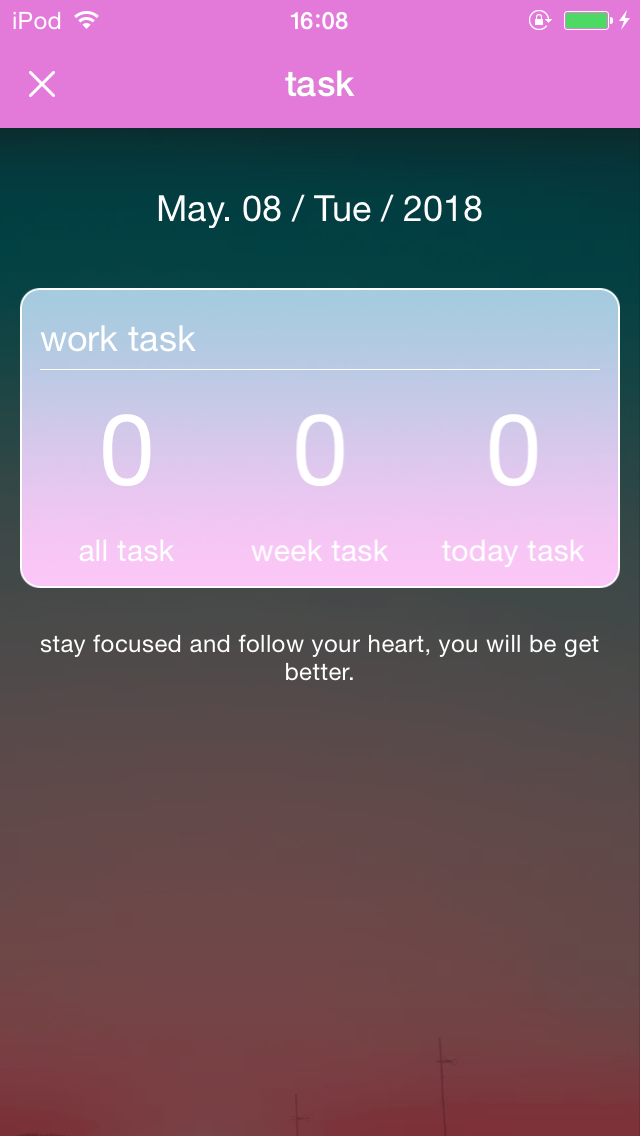 iPod 16:08
task
May. 08 / Tue / 2018
work task
0 0 0
all task week task today task
stay focused and follow your heart, you will be get
better.